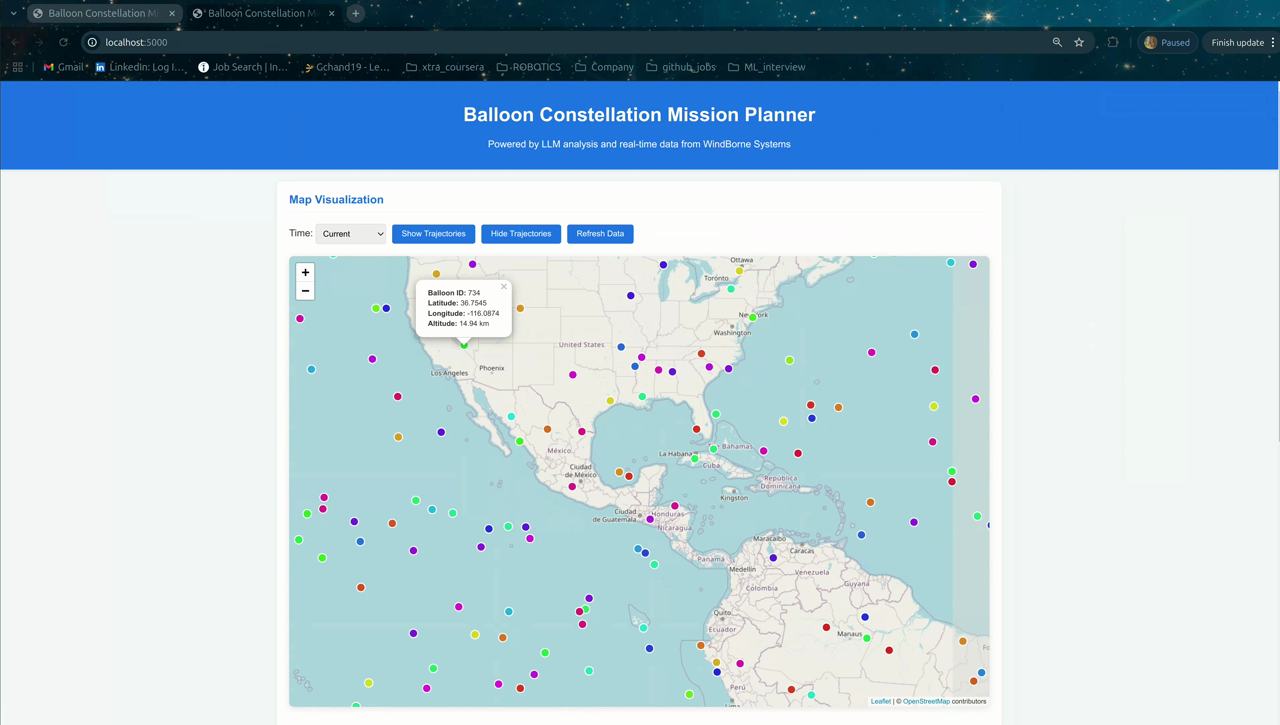 Balloon Constellation Mi
Balloon Constellation M
localhost:5000
Paused
Finish update
Gmail
LinkedIn: Log I...
Job Search | In...
Gchand19 - Le...
xtra_coursera
ROBOTICS
Company
github_jobs
ML_interview
Balloon Constellation Mission Planner
Powered by LLM analysis and real-time data from WindBorne Systems
Map Visualization
Time: Current Show Trajectories Hide Trajectories Refresh Data
+
−
Balloon ID: 734
Latitude: 36.7545
Longitude: -116.0874
Altitude: 14.94 km
Ottawa
Toronto
New York
Washington
United States
Los Angeles
Phoenix
México
Ciudad
de México
La Habana
Cuba
Bahamas
República
Dominicana
Kingston
Ciudad
de Guatemala
Honduras
Nicaragua
Panamá
Maracaibo
Caracas
Venezuela
Medellín
Colombia
Guyana
Quito
Ecuador
Manaus
Perú
Lima
Leaflet | © OpenStreetMap contributors